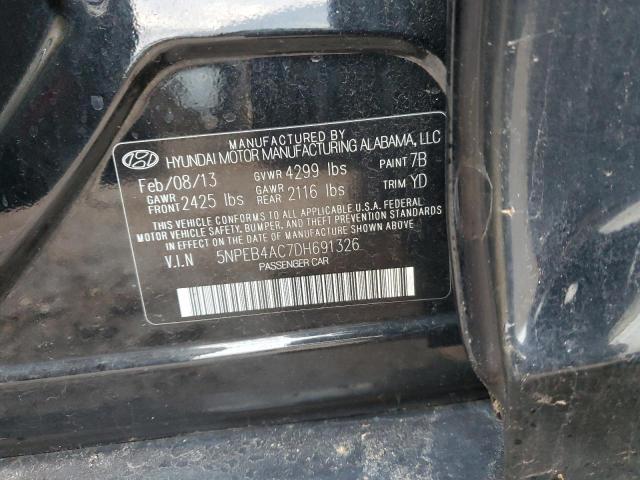 MANUFACTURED BY
HYUNDAI MOTOR MANUFACTURING ALABAMA, LLC
Feb/08/13 GVWR 4299 lbs PAINT 7B
GAWR FRONT 2425 lbs GAWR REAR 2116 lbs TRIM YD
THIS VEHICLE CONFORMS TO ALL APPLICABLE U.S.A. FEDERAL
MOTOR VEHICLE SAFETY, BUMPER, AND THEFT PREVENTION
STANDARDS IN EFFECT ON THE DATE OF MANUFACTURE SHOWN ABOVE
V.I.N 5NPEB4AC7DH691326
PASSENGER CAR